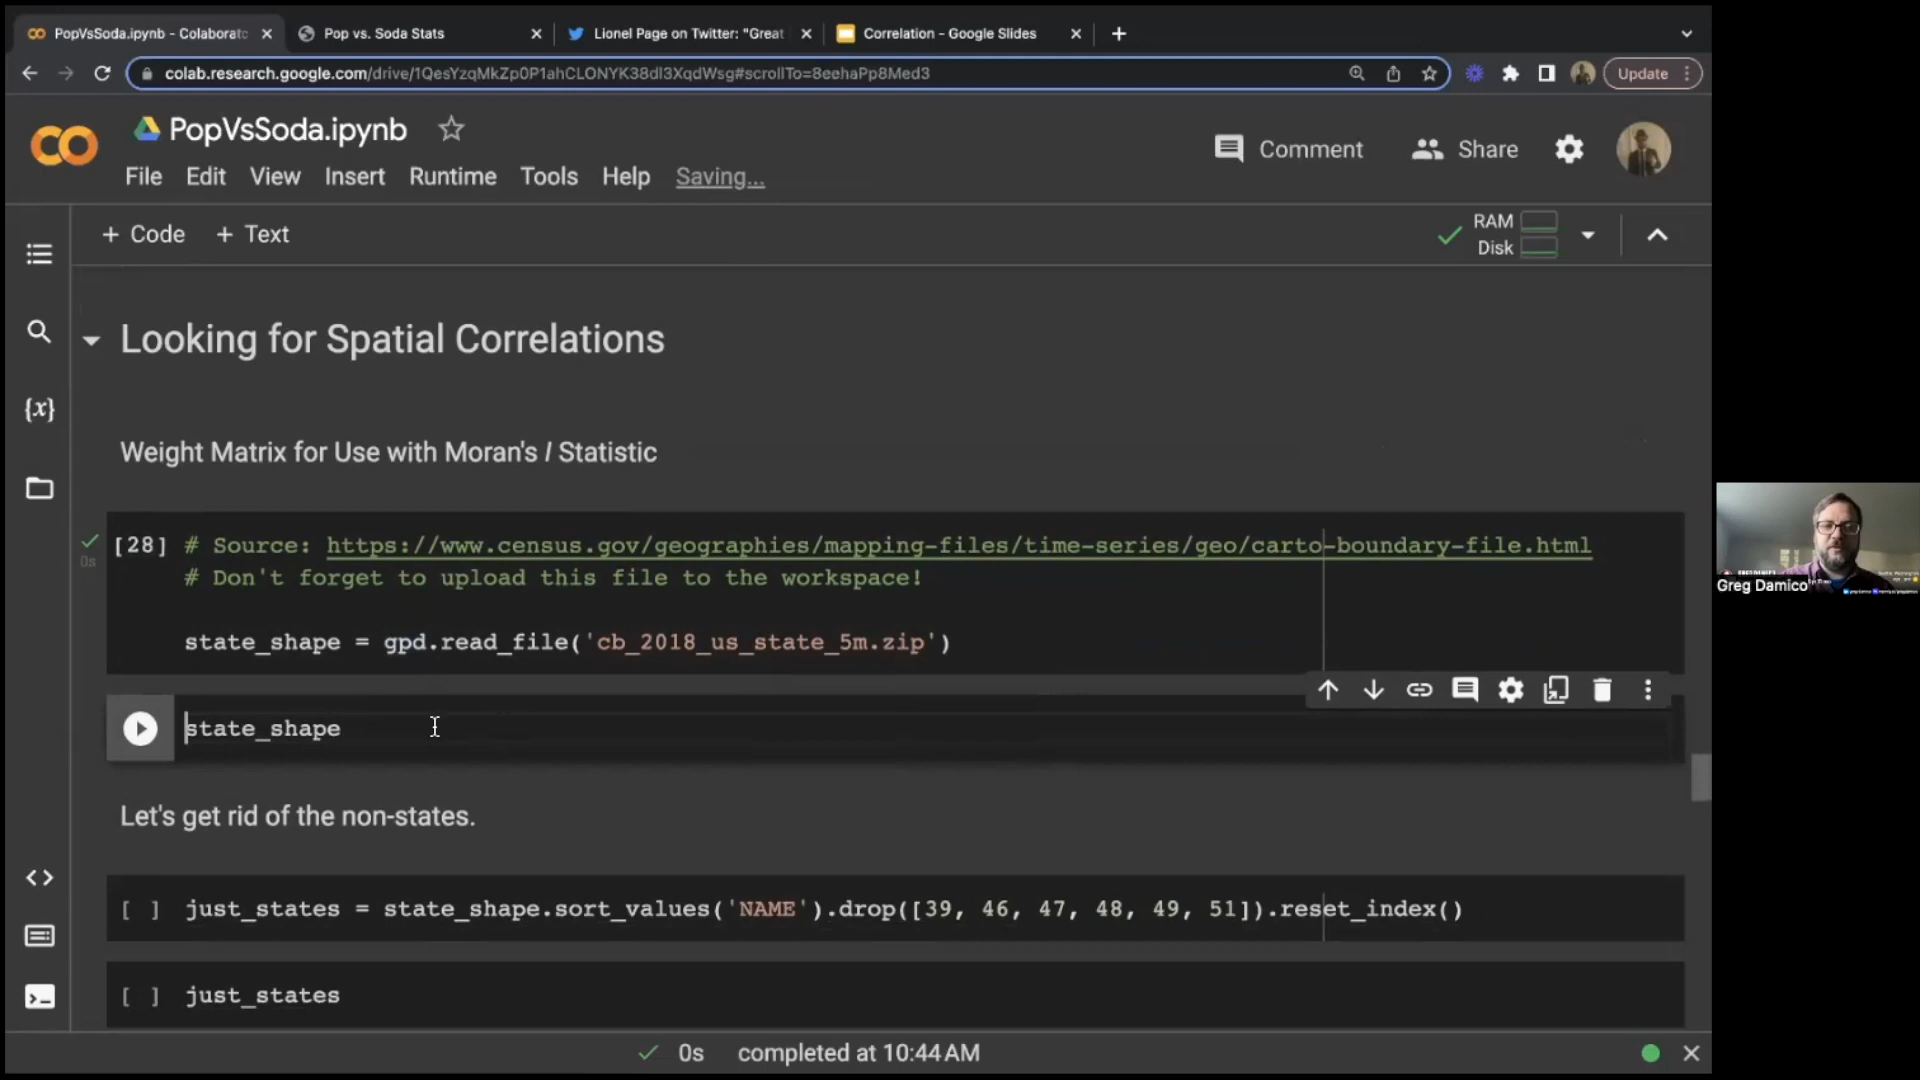 PopVsSoda.ipynb - Colaborato
Pop vs. Soda Stats
Lionel Page on Twitter: "Great
Correlation - Google Slides
colab.research.google.com/drive/1QesYzqMkZp0P1ahCLONYK38dl3XqdWsg#scrollTo=8eehaPp8Med3
Update
PopVsSoda.ipynb
Comment
Share
File Edit View Insert Runtime Tools Help Saving...
+ Code + Text
RAM
Disk
Looking for Spatial Correlations
Weight Matrix for Use with Moran's I Statistic
[28] # Source: https://www.census.gov/geographies/mapping-files/time-series/geo/carto-boundary-file.html
0s
# Don't forget to upload this file to the workspace!
state_shape = gpd.read_file('cb_2018_us_state_5m.zip')
state_shape
Let's get rid of the non-states.
[ ] just_states = state_shape.sort_values('NAME').drop([39, 46, 47, 48, 49, 51]).reset_index()
[ ] just_states
0s completed at 10:44 AM
Greg Damico